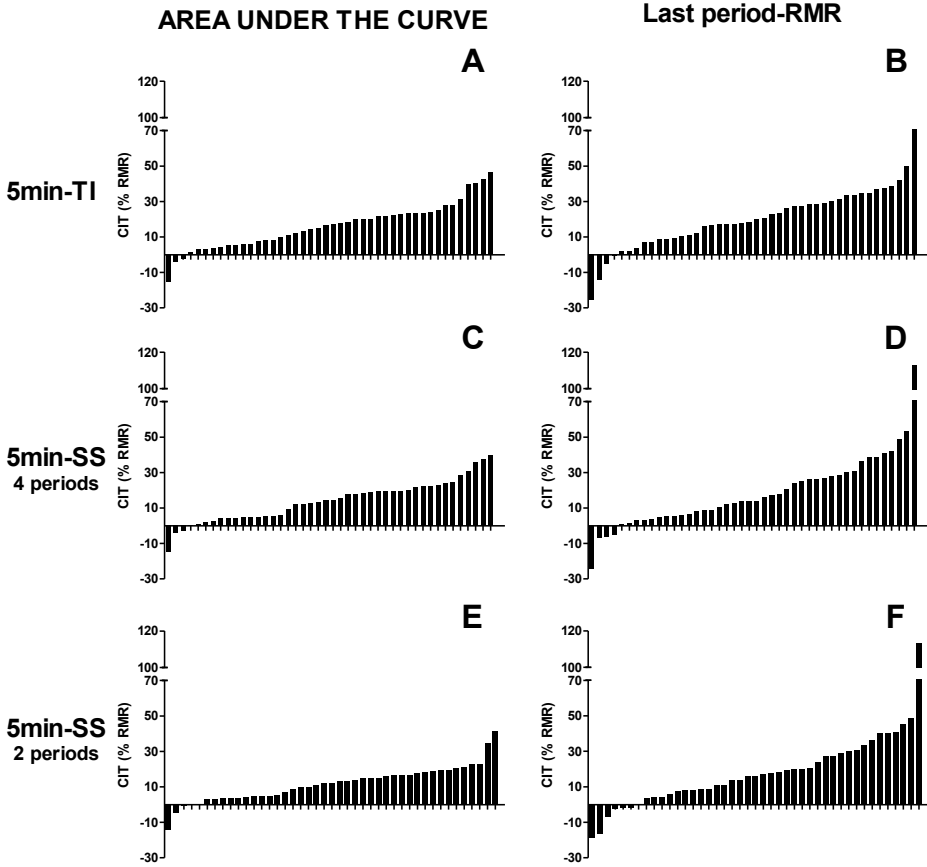 AREA UNDER THE CURVE
Last period-RMR
A
120
100
70
50
30
10
-10
-30
CIT (% RMR)
5min-TI
B
120
100
70
50
30
10
-10
-30
CIT (% RMR)
C
120
100
70
50
30
10
-10
-30
CIT (% RMR)
5min-SS
4 periods
D
120
100
70
50
30
10
-10
-30
CIT (% RMR)
E
120
100
70
50
30
10
-10
-30
CIT (% RMR)
5min-SS
2 periods
F
120
100
70
50
30
10
-10
-30
CIT (% RMR)